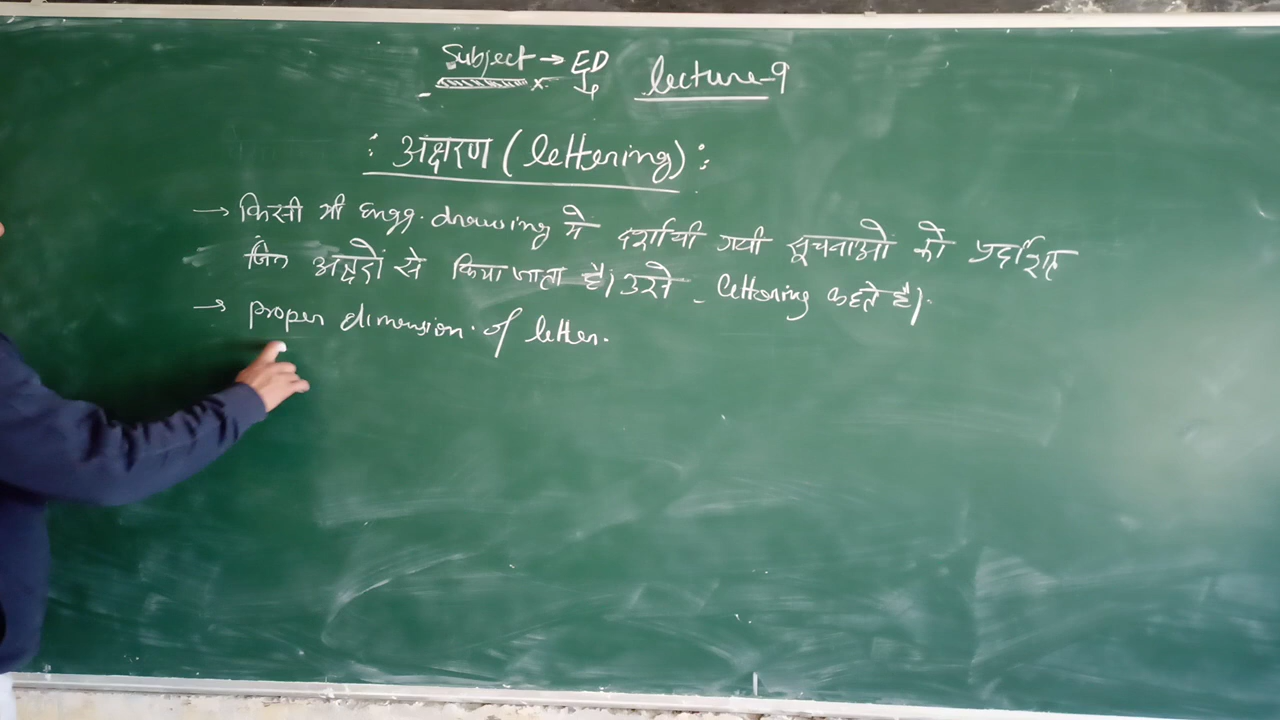 Subject → ED
lecture-9
: अक्षरण (lettering) :
→ किसी भी Engg. drawing मे दर्शायी गयी सूचनाओ को प्रर्दाशित
जिन अक्षरो से किया जाता है। उसे - lettering कहते है।
→ proper dimension. of letter.